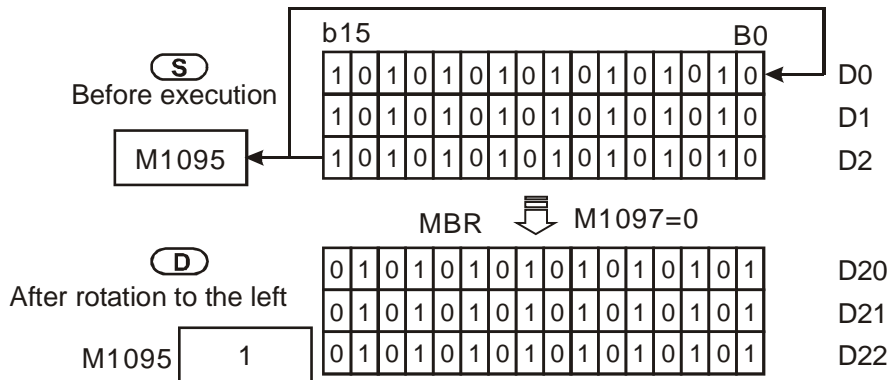 b15 B0
S
Before execution
1 0 1 0 1 0 1 0 1 0 1 0 1 0 1 0 D0
1 0 1 0 1 0 1 0 1 0 1 0 1 0 1 0 D1
M1095 1 0 1 0 1 0 1 0 1 0 1 0 1 0 1 0 D2
MBR M1097=0
D
After rotation to the left
0 1 0 1 0 1 0 1 0 1 0 1 0 1 0 1 D20
0 1 0 1 0 1 0 1 0 1 0 1 0 1 0 1 D21
M1095 1 0 1 0 1 0 1 0 1 0 1 0 1 0 1 0 1 D22